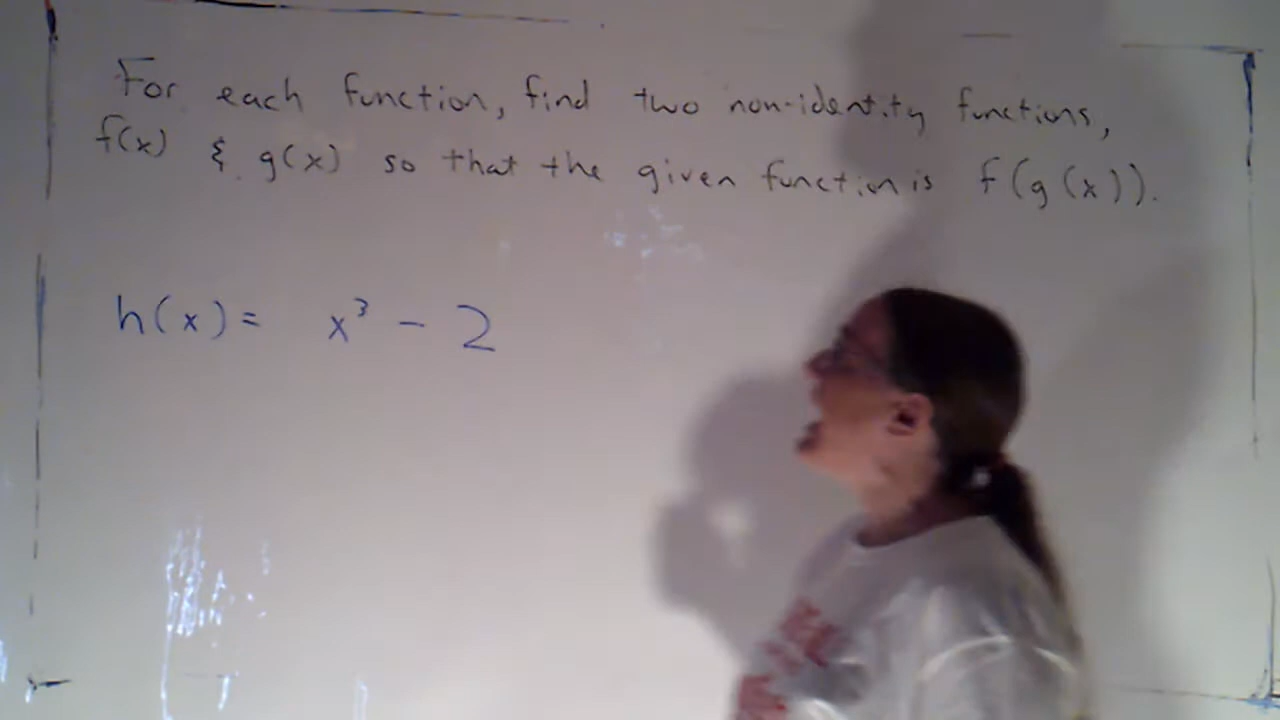 For each function, find two non-identity functions,
f(x) & g(x) so that the given function is f(g(x)).
h(x) = x³ - 2